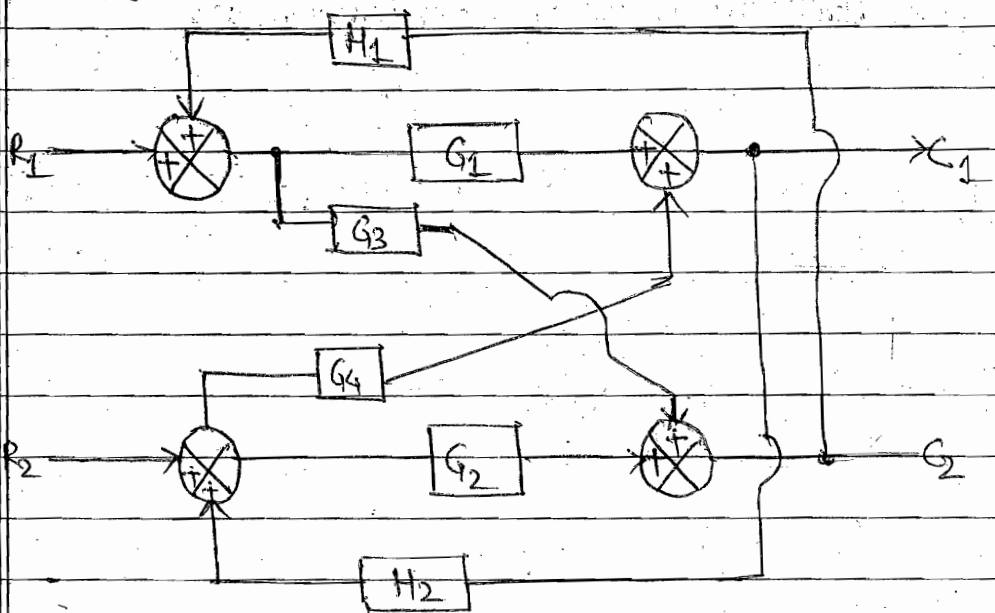 H1
+
R1 + G1 + + C1
G3
G4
+
R2 + G2 + C2
+
H2